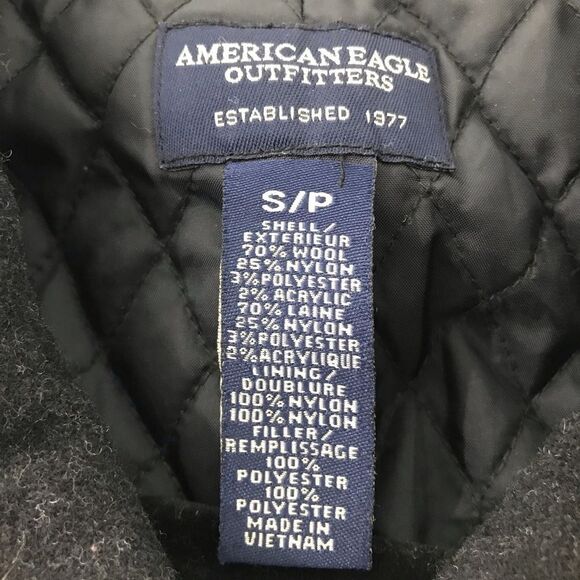 AMERICAN EAGLE
OUTFITTERS
ESTABLISHED 1977
S/P
SHELL/
EXTERIEUR
70% WOOL
25% NYLON
3%POLYESTER
2% ACRYLIC
70% LAINE
25% NYLON
3%POLYESTER
2%ACRYLIQUE
LINING/
DOUBLURE
100% NYLON
100% NYLON
FILLER/
REMPLISSAGE
100%
POLYESTER
100%
POLYESTER
MADE IN
VIETNAM